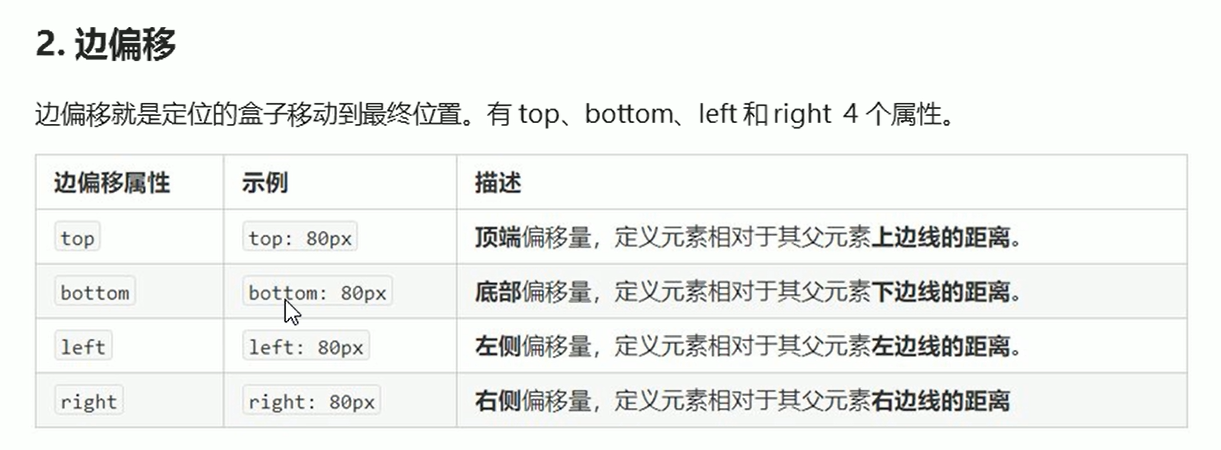 2. 边偏移
边偏移就是定位的盒子移动到最终位置。有 top、bottom、left 和 right 4 个属性。
边偏移属性 示例 描述
top top: 80px 顶端偏移量，定义元素相对于其父元素上边线的距离。
bottom bottom: 80px 底部偏移量，定义元素相对于其父元素下边线的距离。
left left: 80px 左侧偏移量，定义元素相对于其父元素左边线的距离。
right right: 80px 右侧偏移量，定义元素相对于其父元素右边线的距离